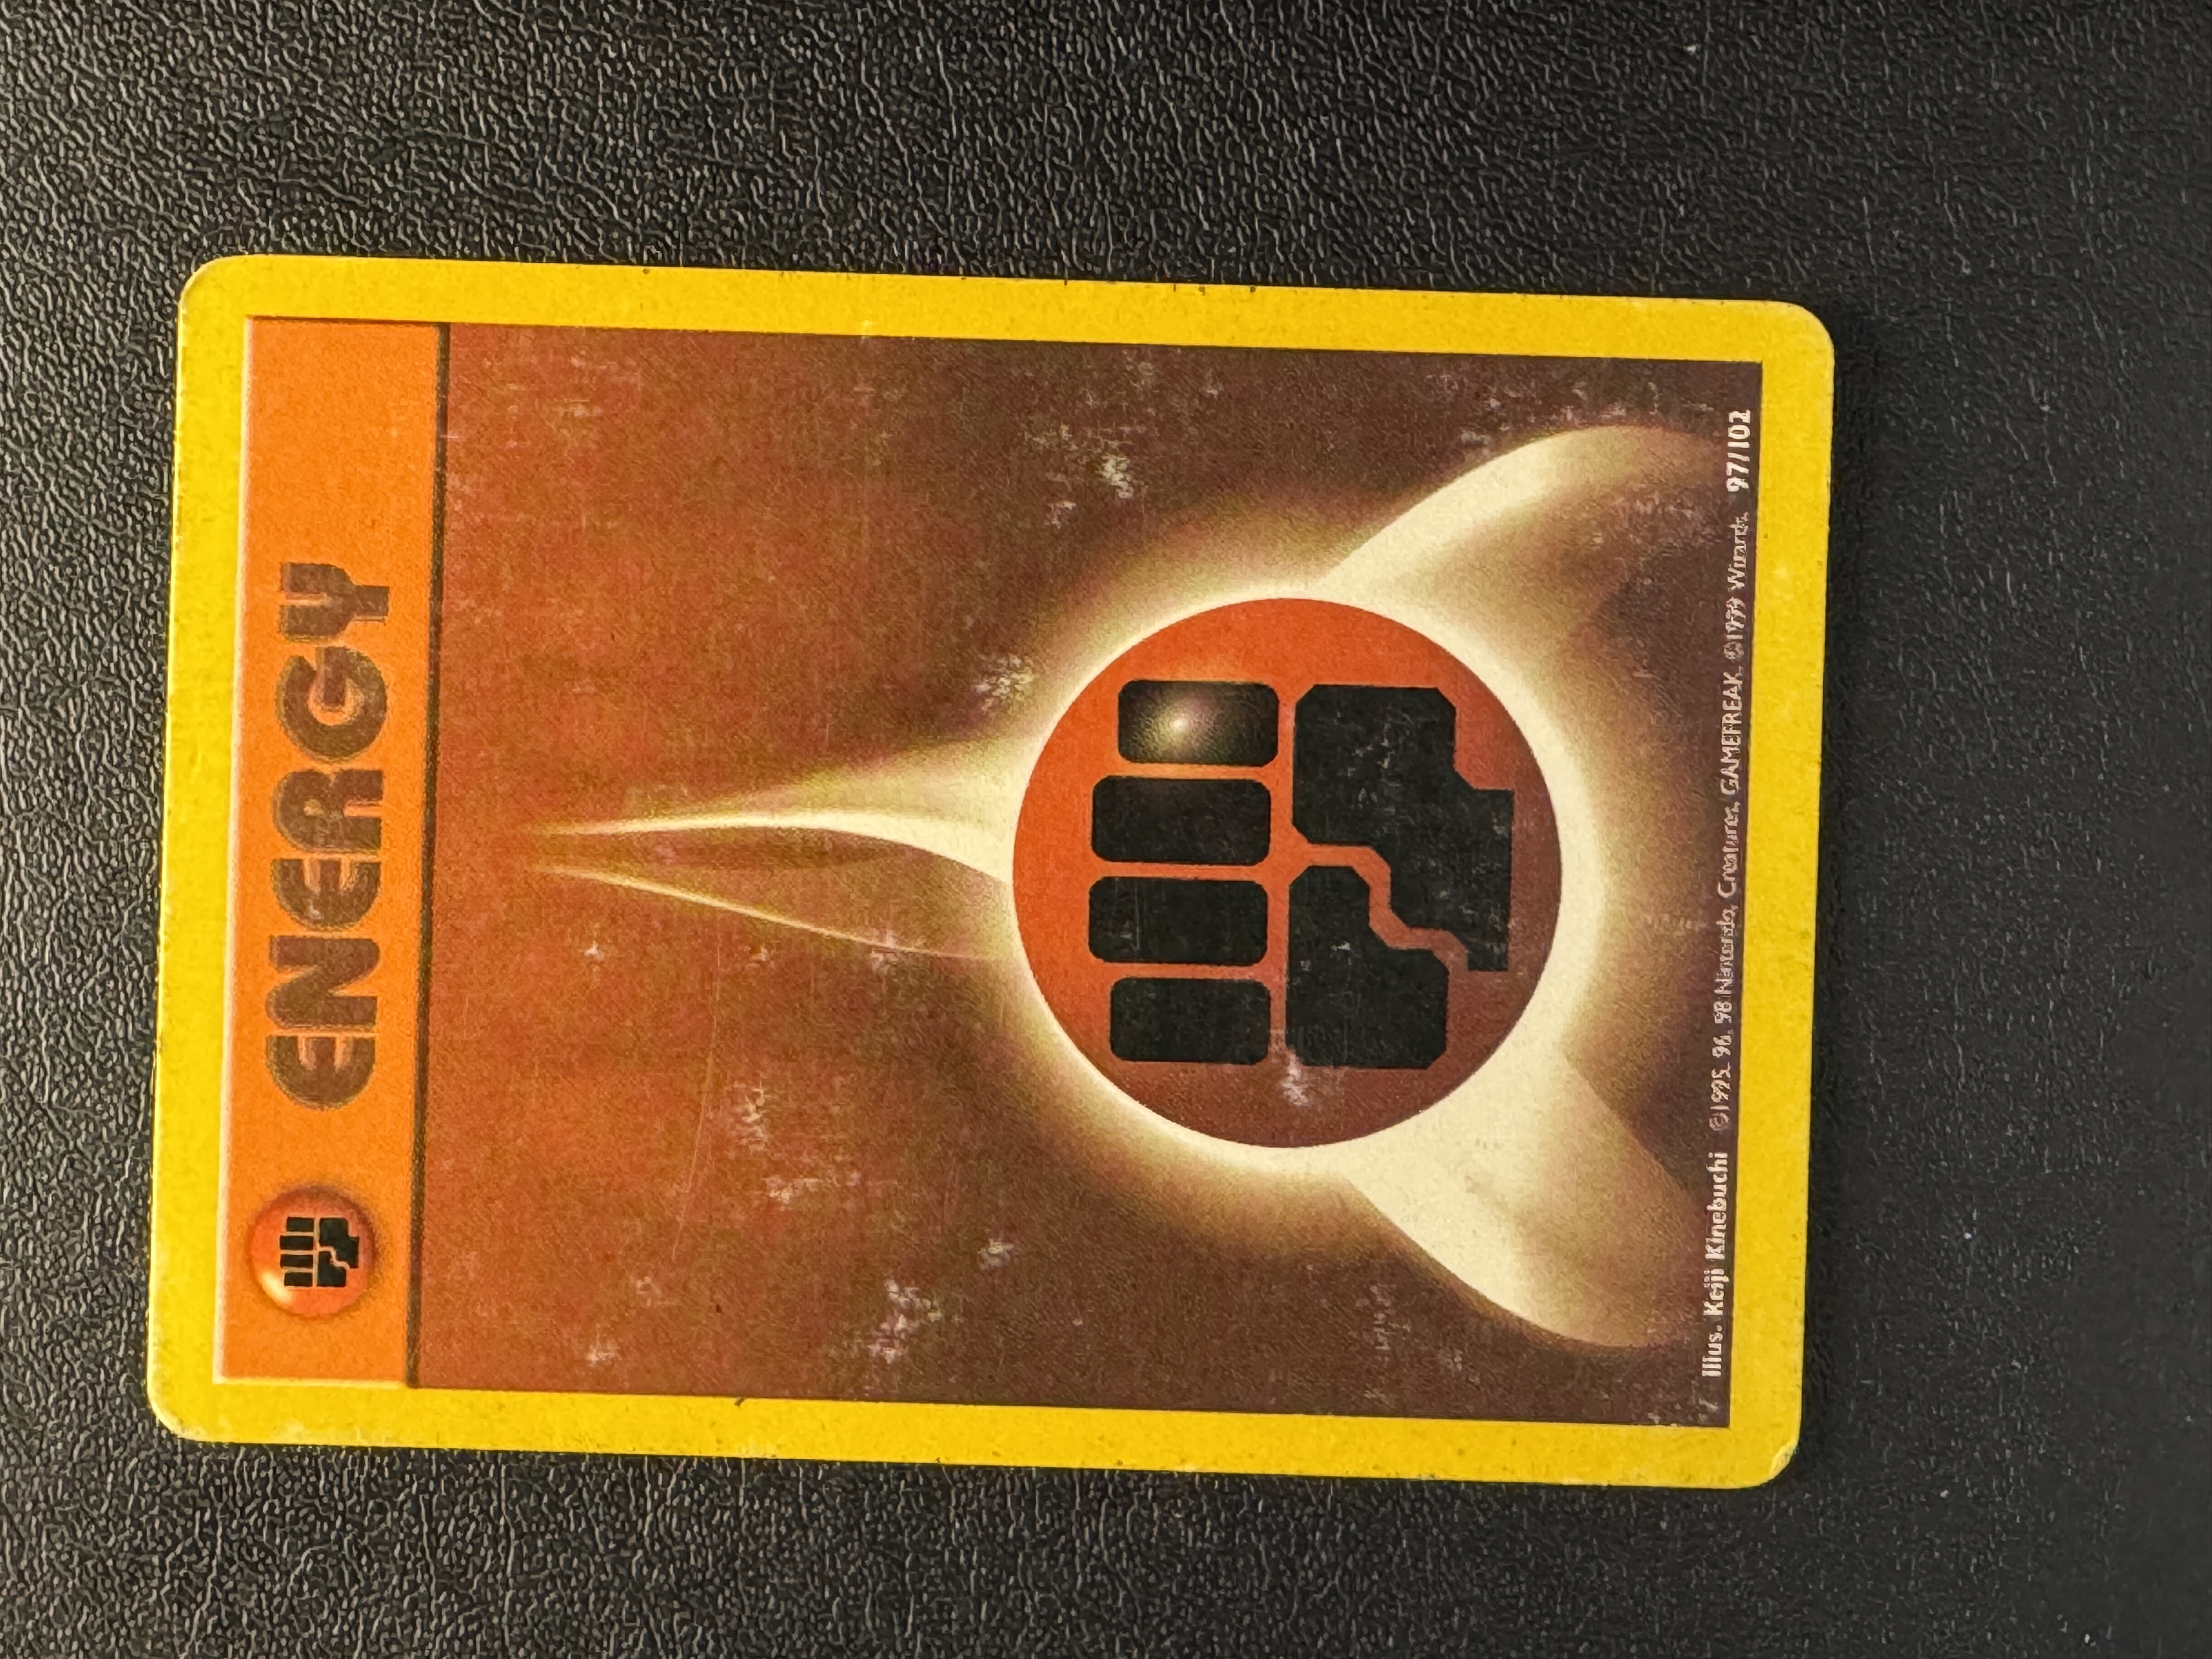 ENERGY
Illus. Keiji Kinebuchi ©1995, 96, 98 Nintendo, Creatures, GAMEFREAK. ©1999 Wizards. 97/102